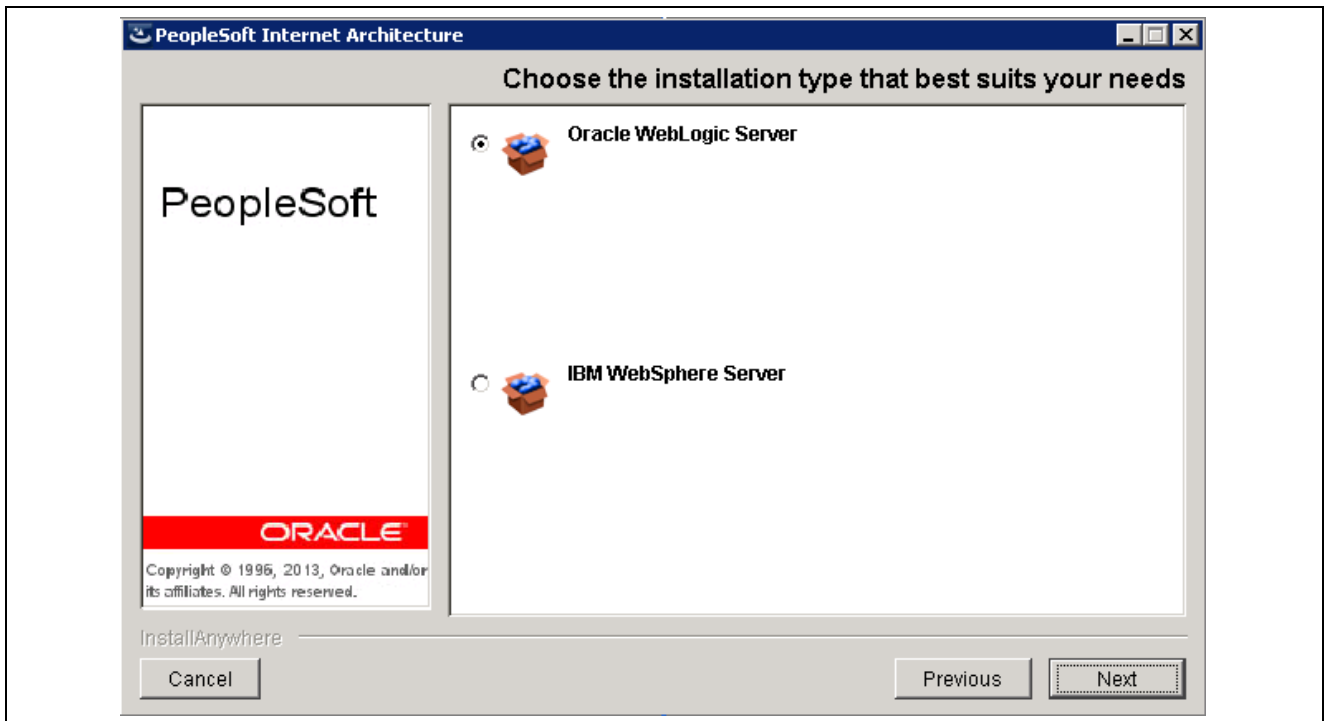 PeopleSoft Internet Architecture
Choose the installation type that best suits your needs
PeopleSoft
ORACLE
Copyright © 1996, 2013, Oracle and/or
its affiliates. All rights reserved.
Oracle WebLogic Server
IBM WebSphere Server
InstallAnywhere
Cancel
Previous
Next